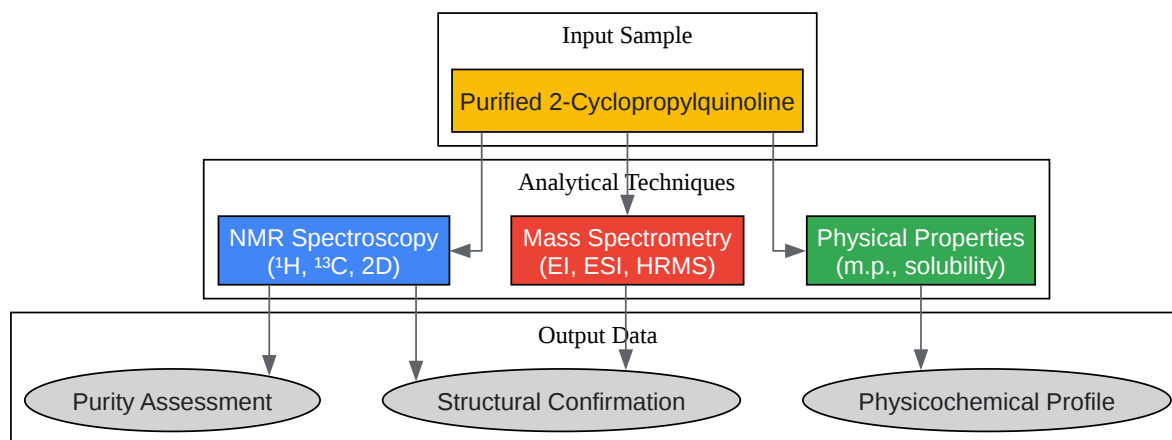 Input Sample
Purified 2-Cyclopropylquinoline
Analytical Techniques
NMR Spectroscopy
(¹H, ¹³C, 2D)
Mass Spectrometry
(EI, ESI, HRMS)
Physical Properties
(m.p., solubility)
Output Data
Purity Assessment
Structural Confirmation
Physicochemical Profile